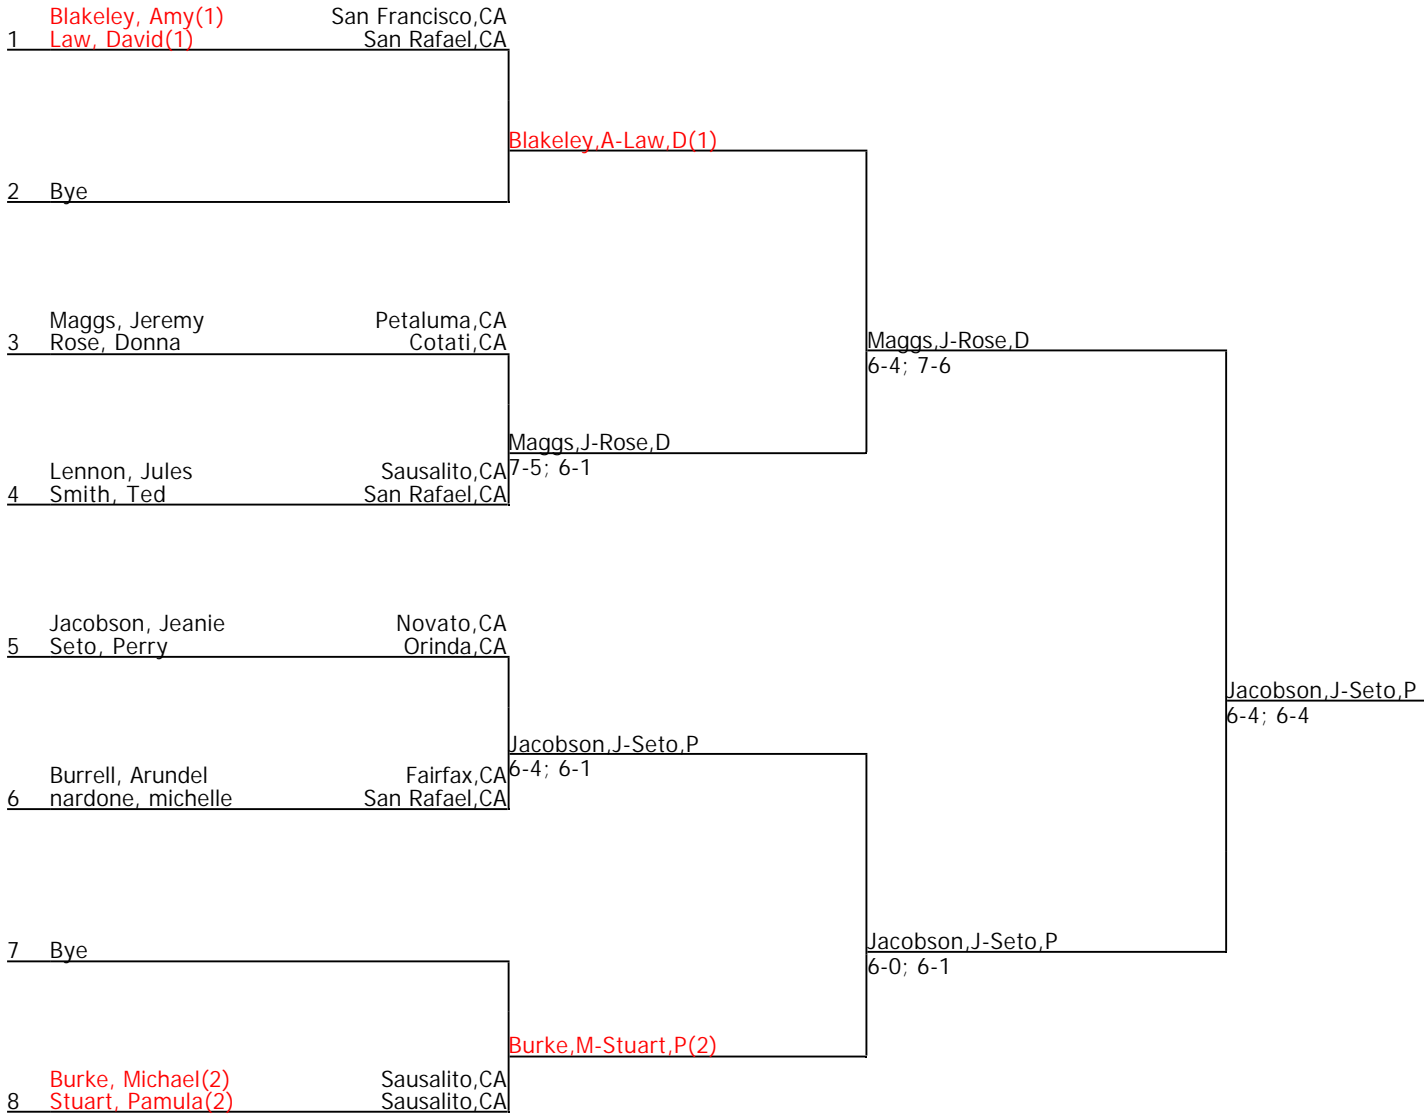 Blakeley, Amy(1) San Francisco,CA
1 Law, David(1) San Rafael,CA
Blakeley,A-Law,D(1)
2 Bye
Maggs, Jeremy Petaluma,CA
3 Rose, Donna Cotati,CA
Maggs,J-Rose,D
6-4; 7-6
Maggs,J-Rose,D
7-5; 6-1
Lennon, Jules Sausalito,CA
4 Smith, Ted San Rafael,CA
Jacobson, Jeanie Novato,CA
5 Seto, Perry Orinda,CA
Jacobson,J-Seto,P
6-4; 6-4
Jacobson,J-Seto,P
6-4; 6-1
Burrell, Arundel Fairfax,CA
6 nardone, michelle San Rafael,CA
7 Bye
Jacobson,J-Seto,P
6-0; 6-1
Burke,M-Stuart,P(2)
Burke, Michael(2) Sausalito,CA
8 Stuart, Pamula(2) Sausalito,CA